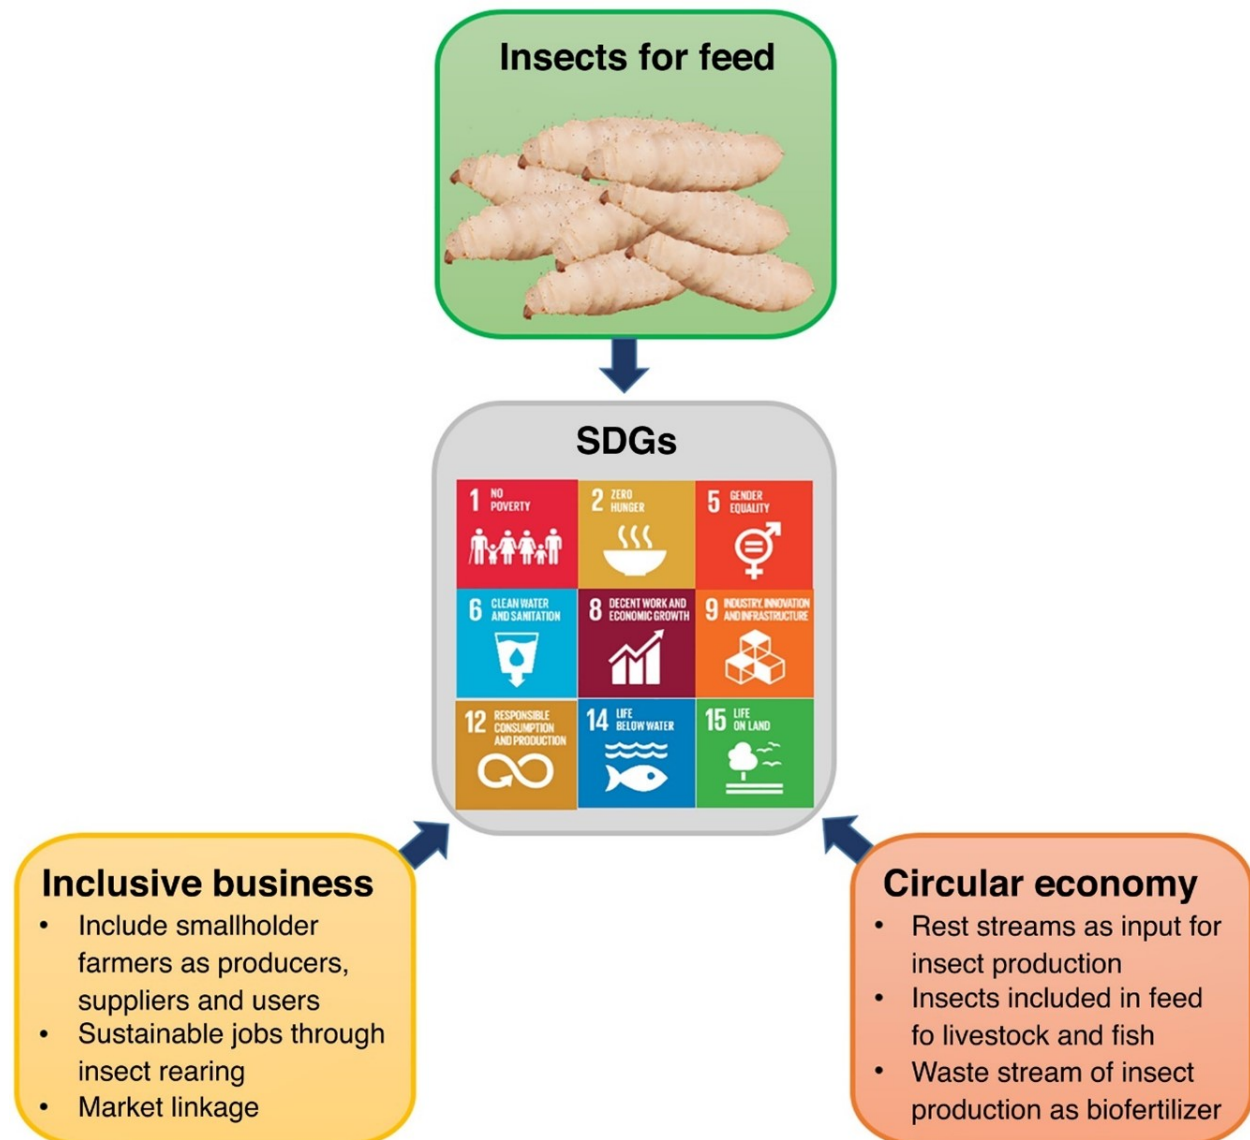 Insects for feed
SDGs
1 NO
POVERTY
2 ZERO
HUNGER
5 GENDER
EQUALITY
6 CLEAN WATER
AND SANITATION
8 DECENT WORK AND
ECONOMIC GROWTH
9 INDUSTRY, INNOVATION
AND INFRASTRUCTURE
12 RESPONSIBLE
CONSUMPTION
AND PRODUCTION
14 LIFE
BELOW WATER
15 LIFE
ON LAND
Inclusive business
• Include smallholder
farmers as producers,
suppliers and users
• Sustainable jobs through
insect rearing
• Market linkage
Circular economy
• Rest streams as input for
insect production
• Insects included in feed
fo livestock and fish
• Waste stream of insect
production as biofertilizer